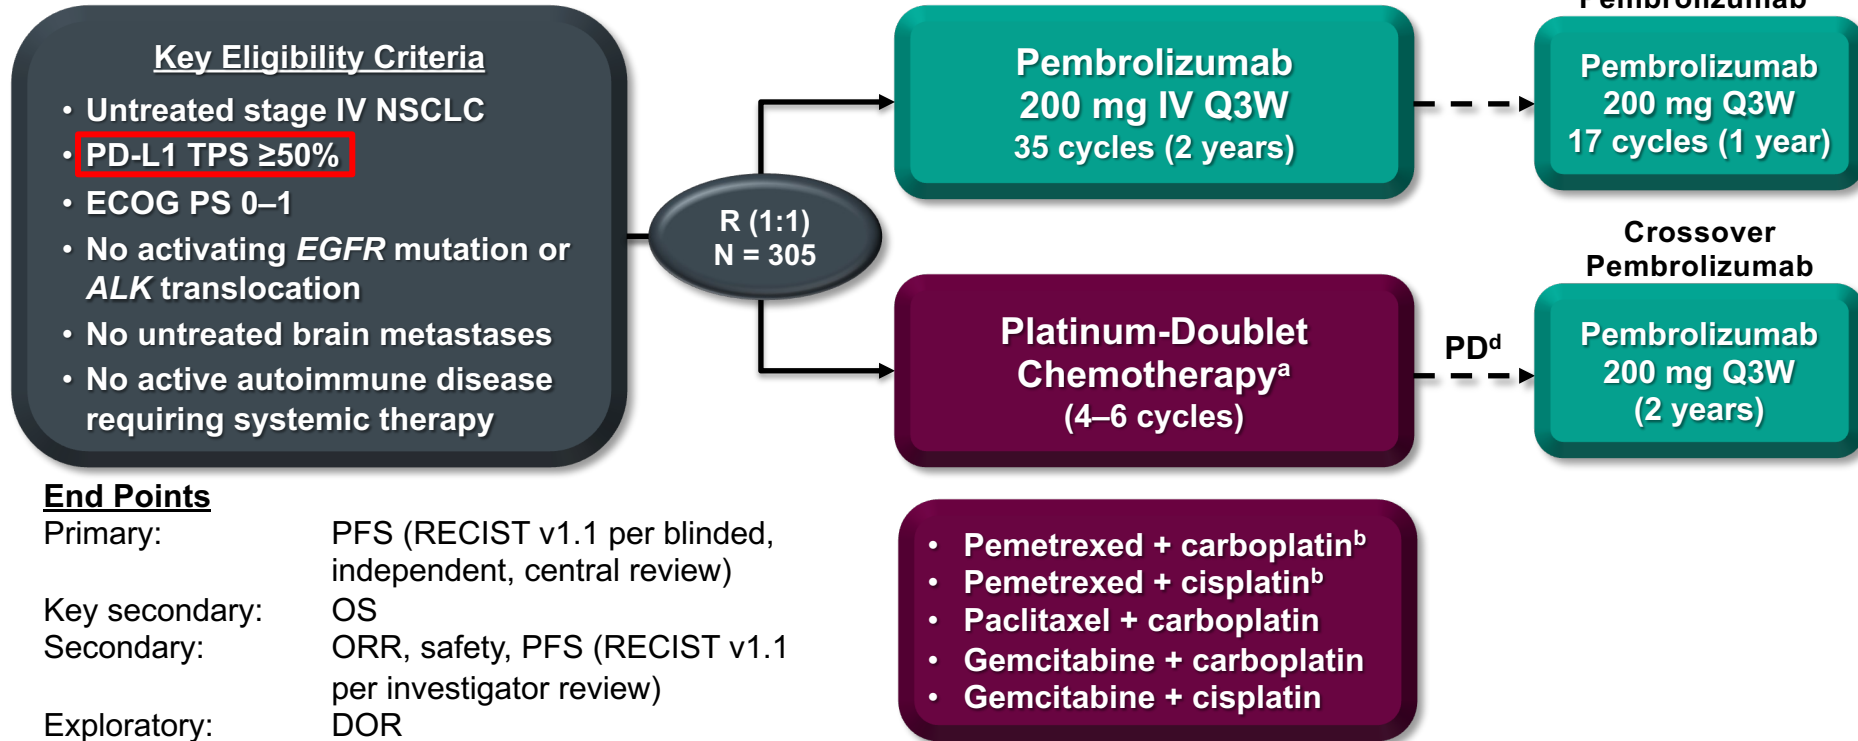 Key Eligibility Criteria
• Untreated stage IV NSCLC
• PD-L1 TPS ≥50%
• ECOG PS 0–1
• No activating EGFR mutation or
ALK translocation
• No untreated brain metastases
• No active autoimmune disease
requiring systemic therapy
R (1:1)
N = 305
Pembrolizumab
200 mg IV Q3W
35 cycles (2 years)
Pembrolizumab
Pembrolizumab
200 mg Q3W
17 cycles (1 year)
Platinum-Doublet
Chemotherapyᵃ
(4–6 cycles)
PDᵈ
Crossover
Pembrolizumab
Pembrolizumab
200 mg Q3W
(2 years)
End Points
Primary: PFS (RECIST v1.1 per blinded,
independent, central review)
Key secondary: OS
Secondary: ORR, safety, PFS (RECIST v1.1
per investigator review)
Exploratory: DOR
• Pemetrexed + carboplatinᵇ
• Pemetrexed + cisplatinᵇ
• Paclitaxel + carboplatin
• Gemcitabine + carboplatin
• Gemcitabine + cisplatin